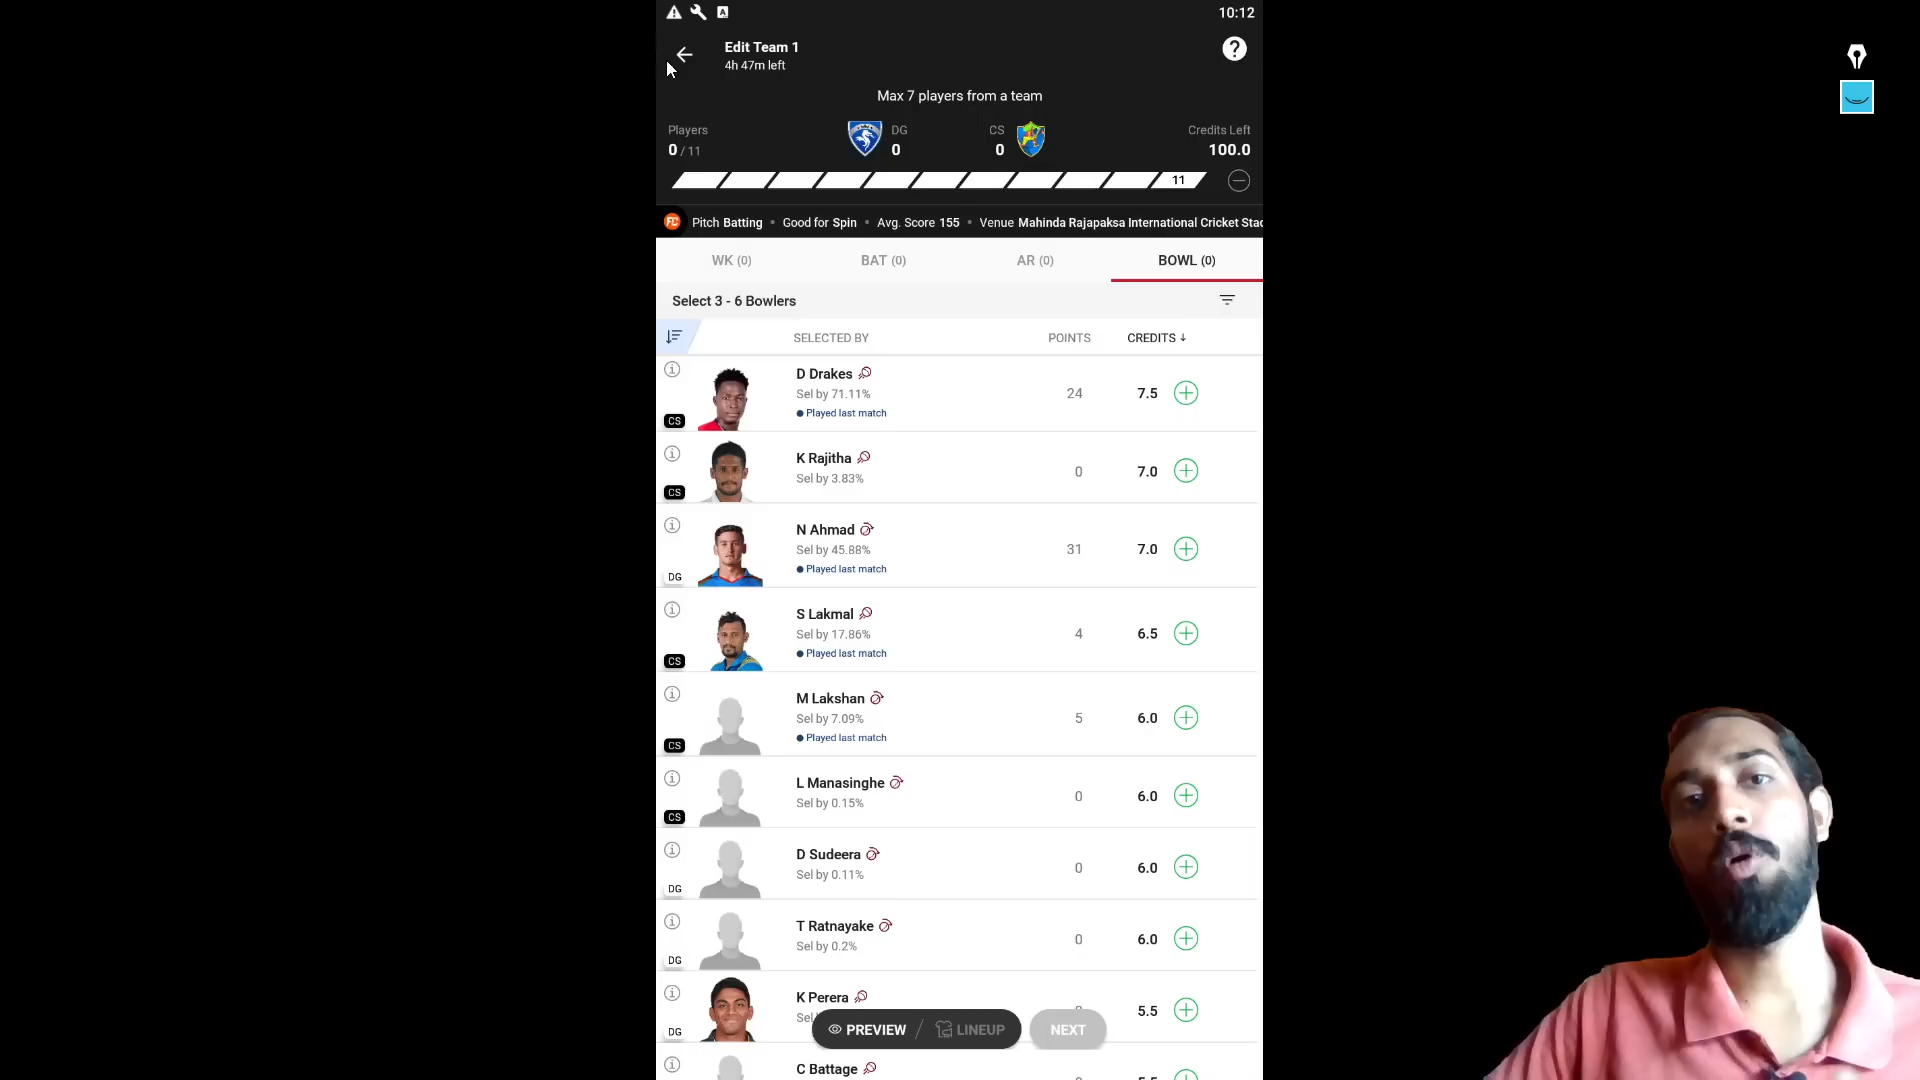 10:12
Edit Team 1
4h 47m left
Max 7 players from a team
Players
0 / 11
DG
0
CS
0
Credits Left
100.0
11
FC Pitch Batting • Good for Spin • Avg. Score 155 • Venue Mahinda Rajapaksa International Cricket Stad
WK (0) BAT (0) AR (0) BOWL (0)
Select 3 - 6 Bowlers
SELECTED BY POINTS CREDITS
D Drakes
Sel by 71.11%
Played last match
CS
24 7.5
K Rajitha
Sel by 3.83%
CS
0 7.0
N Ahmad
Sel by 45.88%
Played last match
DG
31 7.0
S Lakmal
Sel by 17.86%
Played last match
CS
4 6.5
M Lakshan
Sel by 7.09%
Played last match
CS
5 6.0
L Manasinghe
Sel by 0.15%
CS
0 6.0
D Sudeera
Sel by 0.11%
DG
0 6.0
T Ratnayake
Sel by 0.2%
DG
0 6.0
K Perera
Sel
DG
5.5
PREVIEW / LINEUP NEXT
C Battage